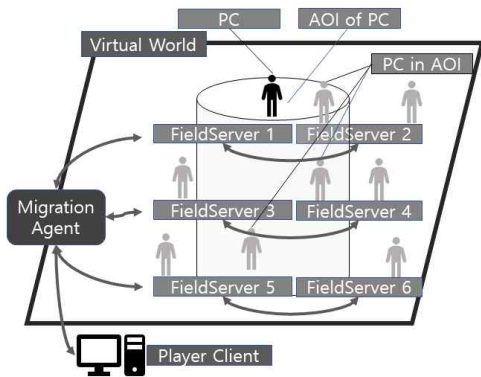 PC
AOI of PC
Virtual World
PC in AOI
FieldServer 1
FieldServer 2
Migration
Agent
FieldServer 3
FieldServer 4
FieldServer 5
FieldServer 6
Player Client